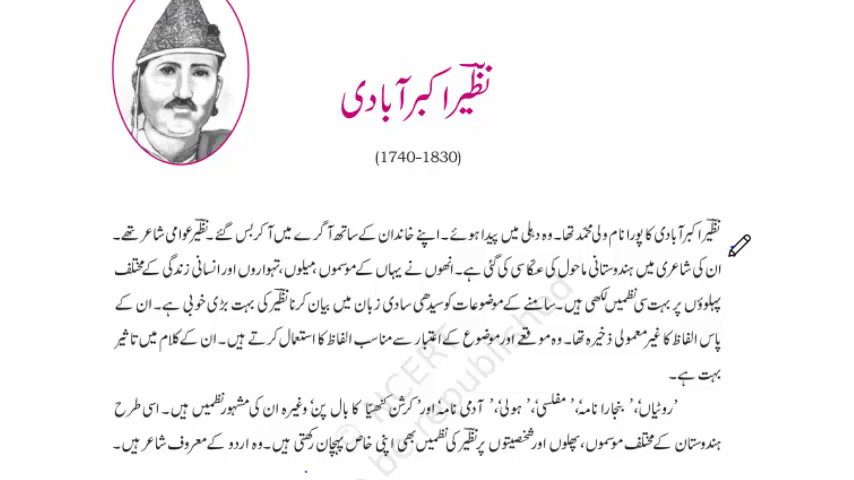 نظیر اکبر آبادی
(1740–1830)
نظیر اکبر آبادی کا پورا نام ولی محمد تھا۔ وہ دہلی میں پیدا ہوئے۔ اپنے خاندان کے ساتھ آگرے میں آ کر بس گئے۔ نظیر عوامی شاعر تھے۔
ان کی شاعری میں ہندوستانی ماحول کی عکاسی کی گئی ہے۔ انھوں نے یہاں کے موسموں، میلوں، تہواروں اور انسانی زندگی کے مختلف
پہلوؤں پر بہت سی نظمیں لکھی ہیں۔ سامنے کے موضوعات کو سیدھی سادی زبان میں بیان کرنا نظیر کی بہت بڑی خوبی ہے۔ ان کے
پاس الفاظ کا غیر معمولی ذخیرہ تھا۔ وہ موقعے اور موضوع کے اعتبار سے مناسب الفاظ کا استعمال کرتے ہیں۔ ان کے کلام میں تاثیر
بہت ہے۔
’روٹیاں‘، ’بنجارا نامہ‘، ’مفلسی‘، ’ہولی‘، ’آدمی نامہ‘ اور ’کرشن کنھیّا کا بال پن‘ وغیرہ ان کی مشہور نظمیں ہیں۔ اسی طرح
ہندوستان کے مختلف موسموں، پھلوں اور شخصیتوں پر نظیر کی نظمیں بھی اپنی خاص پہچان رکھتی ہیں۔ وہ اردو کے معروف شاعر ہیں۔
© NCERT
be republished